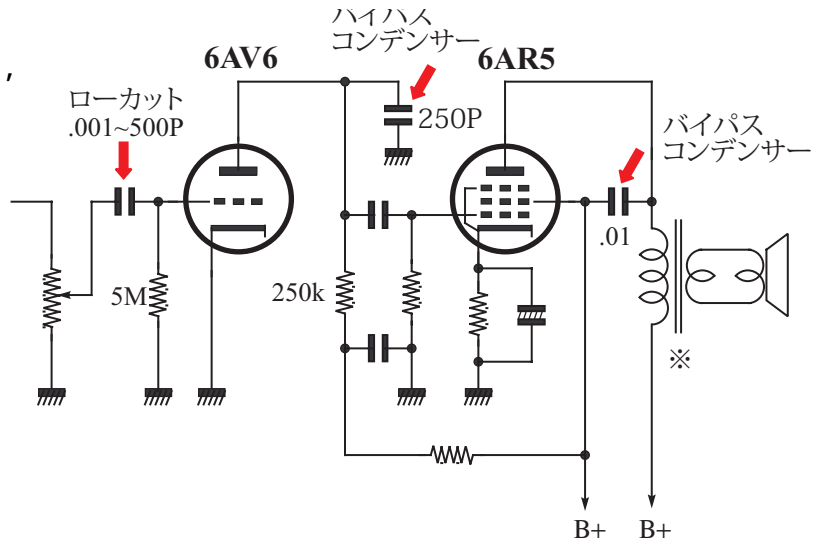 バイパス
コンデンサー
6AV6
6AR5
,
ローカット
.001~500P
250P
バイパス
コンデンサー
.01
5M
250k
※
B+
B+